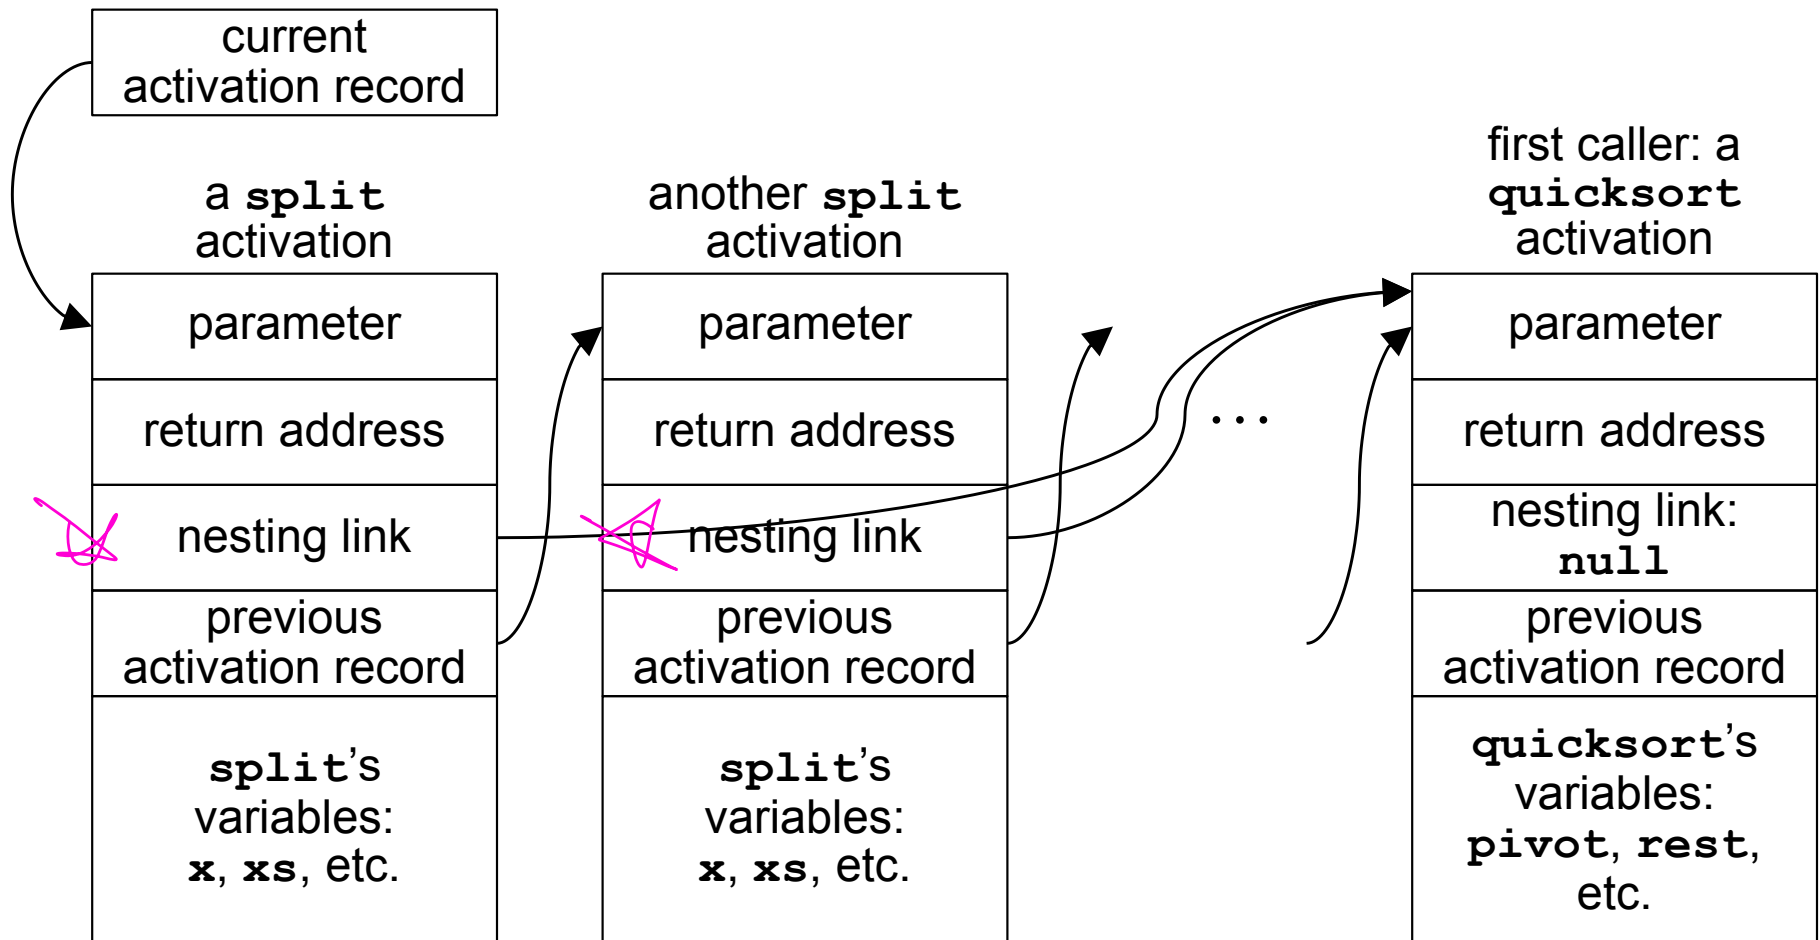 current
activation record
first caller: a
quicksort
activation
a split
activation
another split
activation
parameter
parameter
parameter
return address
return address
...
return address
nesting link
nesting link
nesting link:
null
previous
activation record
previous
activation record
previous
activation record
split's
variables:
x, xs, etc.
split's
variables:
x, xs, etc.
quicksort's
variables:
pivot, rest,
etc.